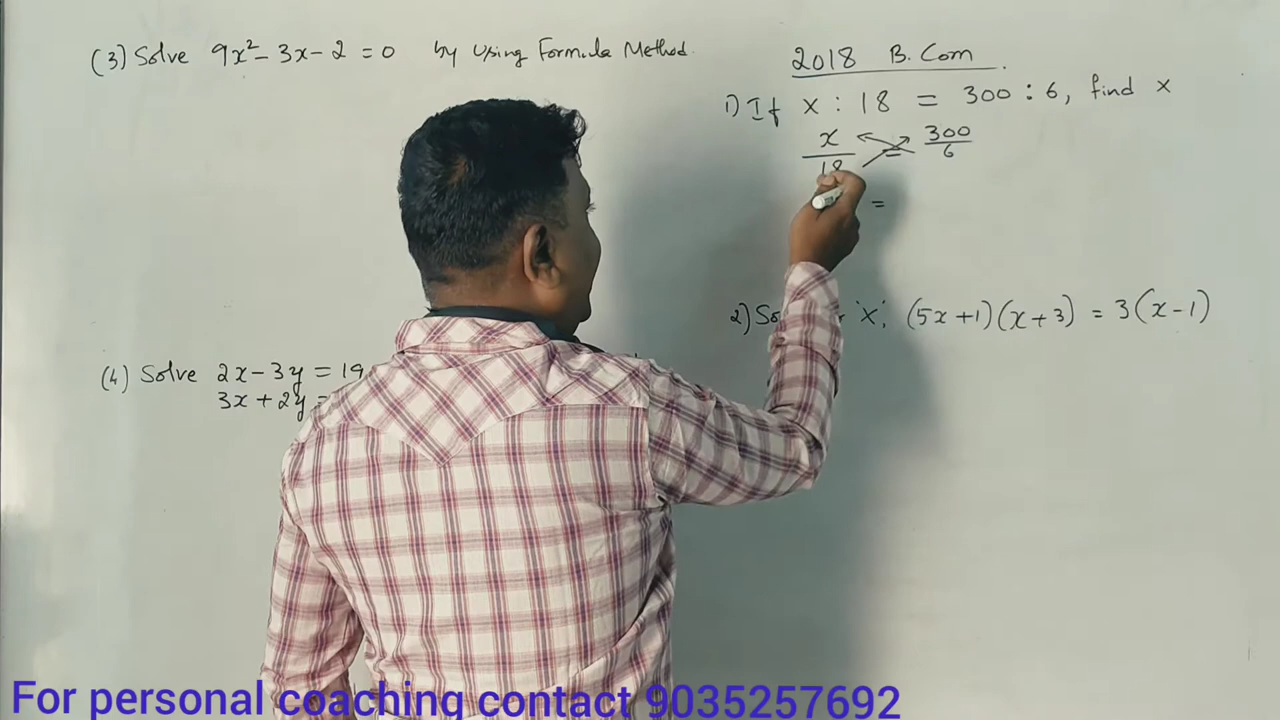 (3) Solve 9x² - 3x - 2 = 0 by Using Formula Method.
(4) Solve 2x - 3y = 19
3x + 2y =
2018 B.Com
1) If x : 18 = 300 : 6, find x
x/18 = 300/6
=
2) 'x', (5x+1)(x+3) = 3(x-1)
For personal coaching contact 9035257692